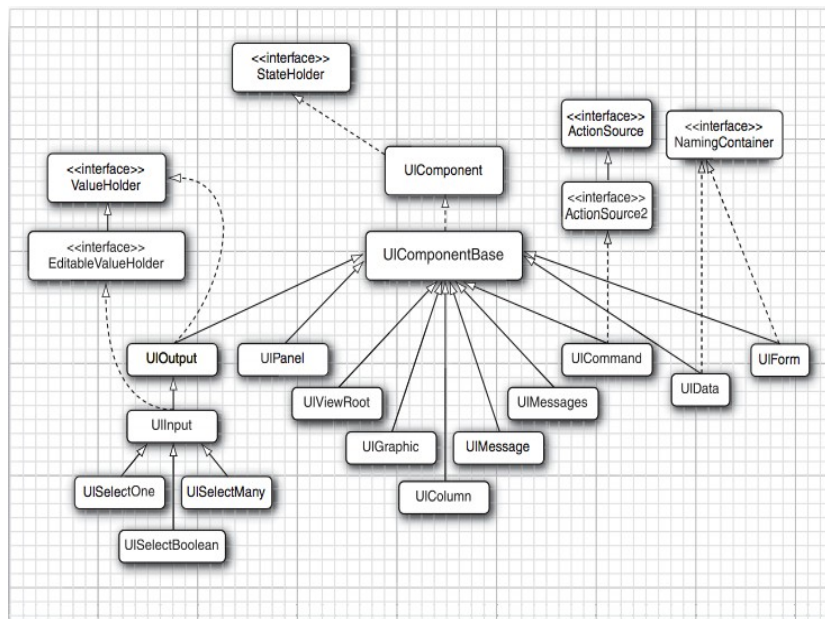 <<interface>>
StateHolder
<<interface>>
ActionSource
<<interface>>
NamingContainer
<<interface>>
ValueHolder
UIComponent
<<interface>>
ActionSource2
<<interface>>
EditableValueHolder
UIComponentBase
UIOutput
UIPanel
UICommand
UIForm
UIData
UIViewRoot
UIMessages
UIInput
UIGraphic
UIMessage
UISelectOne
UISelectMany
UIColumn
UISelectBoolean